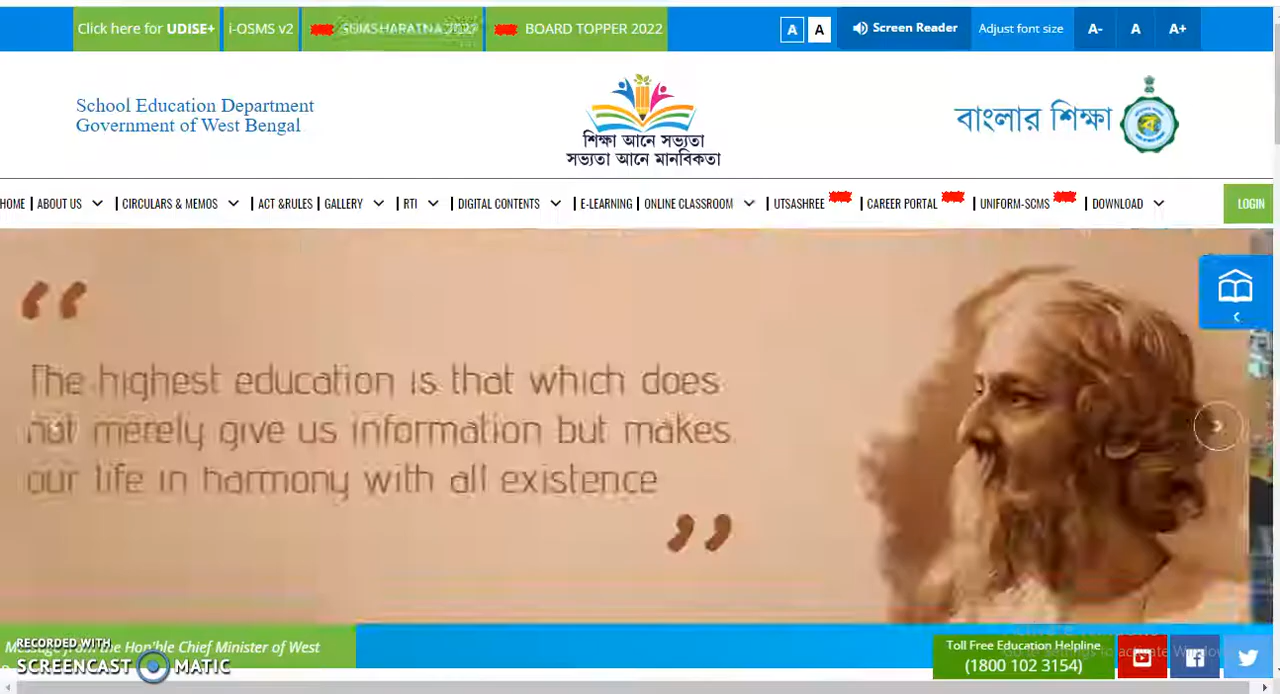 Click here for UDISE+
i-OSMS v2
BOARD TOPPER 2022
A
A
Screen Reader
Adjust font size
A-
A
A+
School Education Department
Government of West Bengal
শিক্ষা আনে সভ্যতা
সভ্যতা আনে মানবিকতা
বাংলার শিক্ষা
HOME
ABOUT US
CIRCULARS & MEMOS
ACT &RULES
GALLERY
RTI
DIGITAL CONTENTS
E-LEARNING
ONLINE CLASSROOM
UTSASHREE
CAREER PORTAL
UNIFORM-SCMS
DOWNLOAD
LOGIN
“
The highest education is that which does
not merely give us information but makes
our life in harmony with all existence
”
Message from the Hon'ble Chief Minister of West
RECORDED WITH
SCREENCAST MATIC
Toll Free Education Helpline
(1800 102 3154)